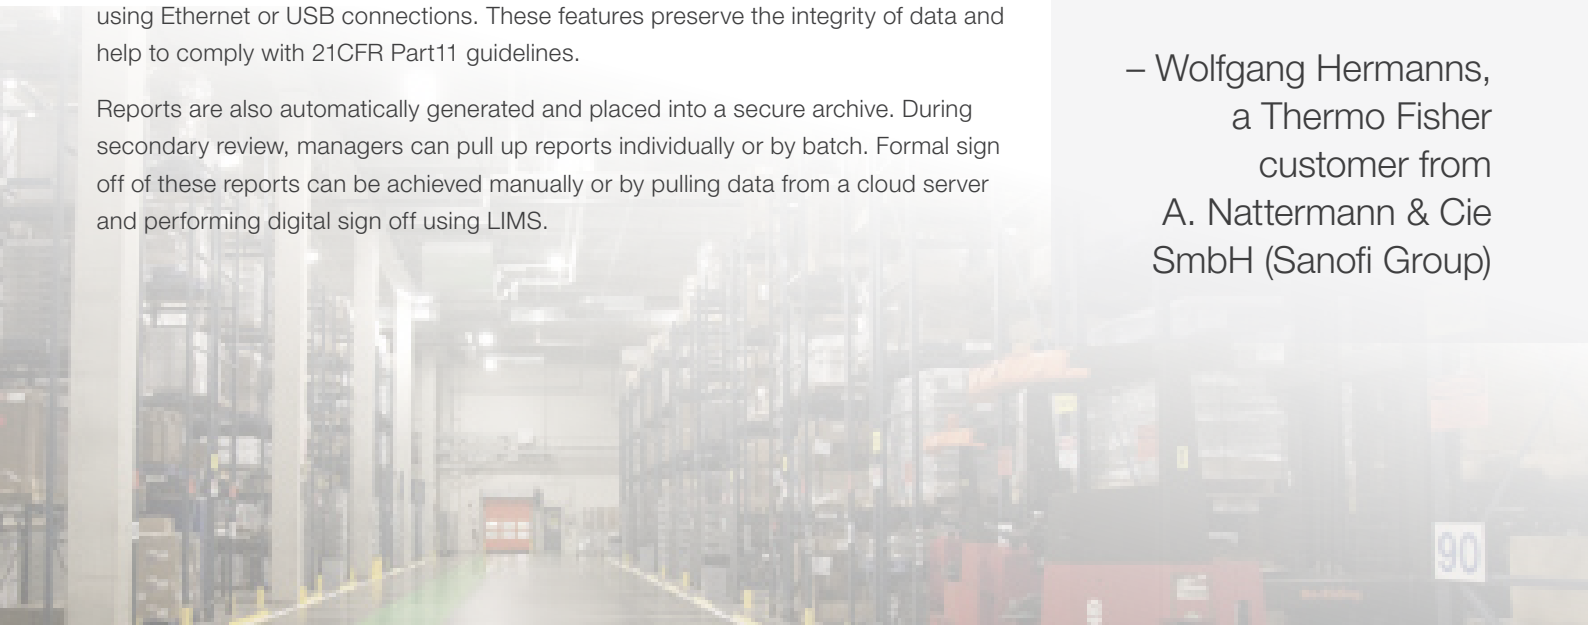 using Ethernet or USB connections. These features preserve the integrity of data and
help to comply with 21CFR Part11 guidelines.
Reports are also automatically generated and placed into a secure archive. During
secondary review, managers can pull up reports individually or by batch. Formal sign
off of these reports can be achieved manually or by pulling data from a cloud server
and performing digital sign off using LIMS.
– Wolfgang Hermanns,
a Thermo Fisher
customer from
A. Nattermann & Cie
SmbH (Sanofi Group)
90